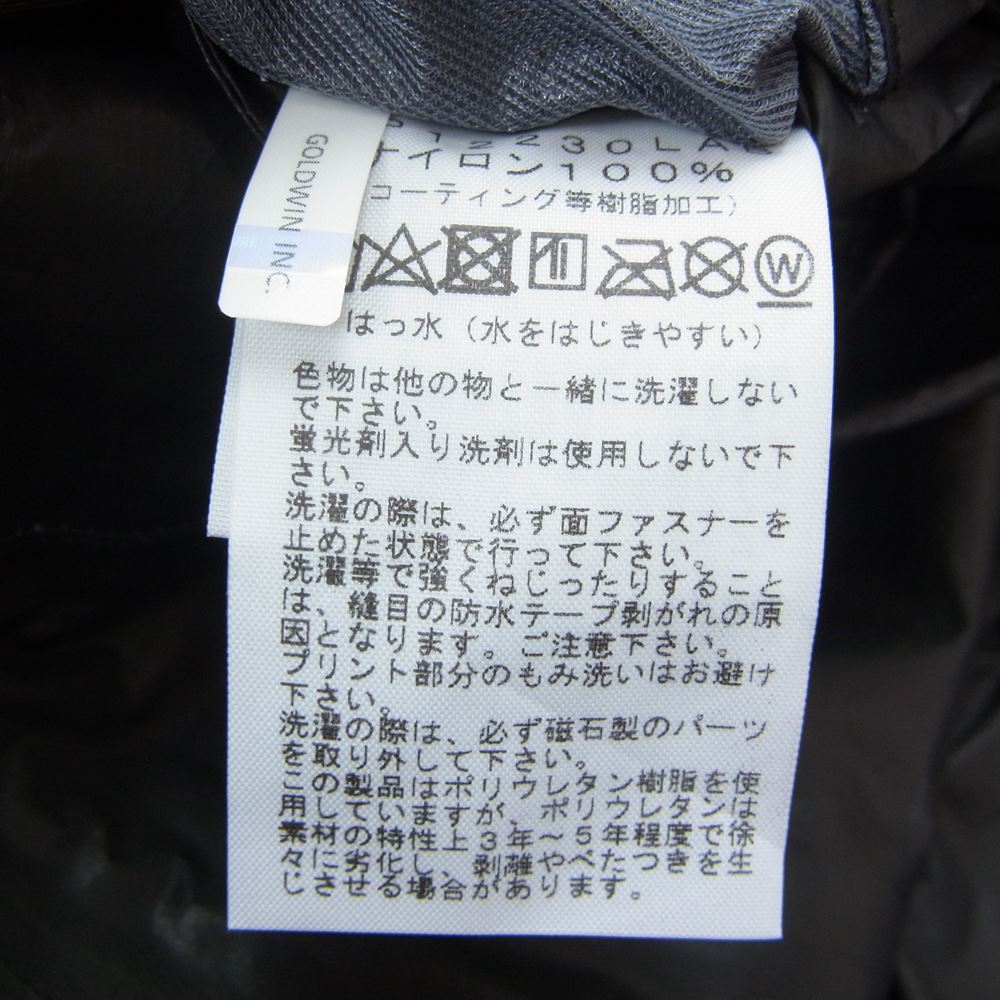 GOLDWIN INC.
ナイロン100%
コーティング等樹脂加工)
W
はっ水(水をはじきやすい)
色物は他の物と一緒に洗濯しない
で下さい。
蛍光剤入り洗剤は使用しないで下
さい。
洗濯の際は、必ず面ファスナーを
止めた状態で行って下さい。
洗濯等で強くねじったりすること
は、縫目の防水テープ剥がれの原
因となります。ご注意下さい。
プリント部分のもみ洗いはお避け
下さい。
洗濯の際は、必ず磁石製のパーツ
を取り外して下さい。
この製品はポリウレタン樹脂を使
用していますが、ポリウレタンは
素材の特性上3年～5年程度で徐
々に劣化し、剥離やべたつきを生
じさせる場合があります。